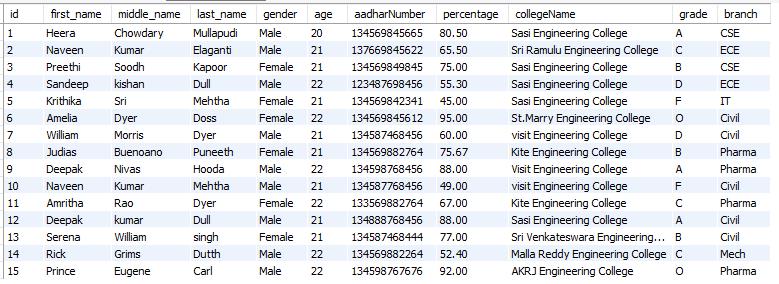 id first_name middle_name last_name gender age aadharNumber percentage collegeName grade branch
1 Heera Chowdary Mullapudi Male 20 134569845665 80.50 Sasi Engineering College A CSE
2 Naveen Kumar Elaganti Male 21 137669845622 65.50 Sri Ramulu Engineering College C ECE
3 Preethi Soodh Kapoor Female 21 134569849845 75.00 Sasi Engineering College B CSE
4 Sandeep kishan Dull Male 22 123487698456 55.30 Sasi Engineering College D ECE
5 Krithika Sri Mehtha Female 21 134569842341 45.00 Sasi Engineering College F IT
6 Amelia Dyer Doss Female 22 134569845612 95.00 St.Marry Engineering College O Civil
7 William Morris Dyer Male 21 134587468456 60.00 visit Engineering College D Civil
8 Judias Buenoano Puneeth Female 21 134569882764 75.67 Kite Engineering College B Pharma
9 Deepak Nivas Hooda Male 22 134598768456 88.00 Visit Engineering College A Pharma
10 Naveen Kumar Mehtha Male 21 134587768456 49.00 visit Engineering College F Civil
11 Amritha Rao Dyer Female 22 133569882764 67.00 Kite Engineering College C Pharma
12 Deepak kumar Dull Male 21 134888768456 88.00 Sasi Engineering College A Civil
13 Serena William singh Female 21 134587468444 77.00 Sri Venkateswara Engineering... B Civil
14 Rick Grims Dutth Male 22 134569882264 52.40 Malla Reddy Engineering College C Mech
15 Prince Eugene Carl Male 22 134598767676 92.00 AKRJ Engineering College O Pharma